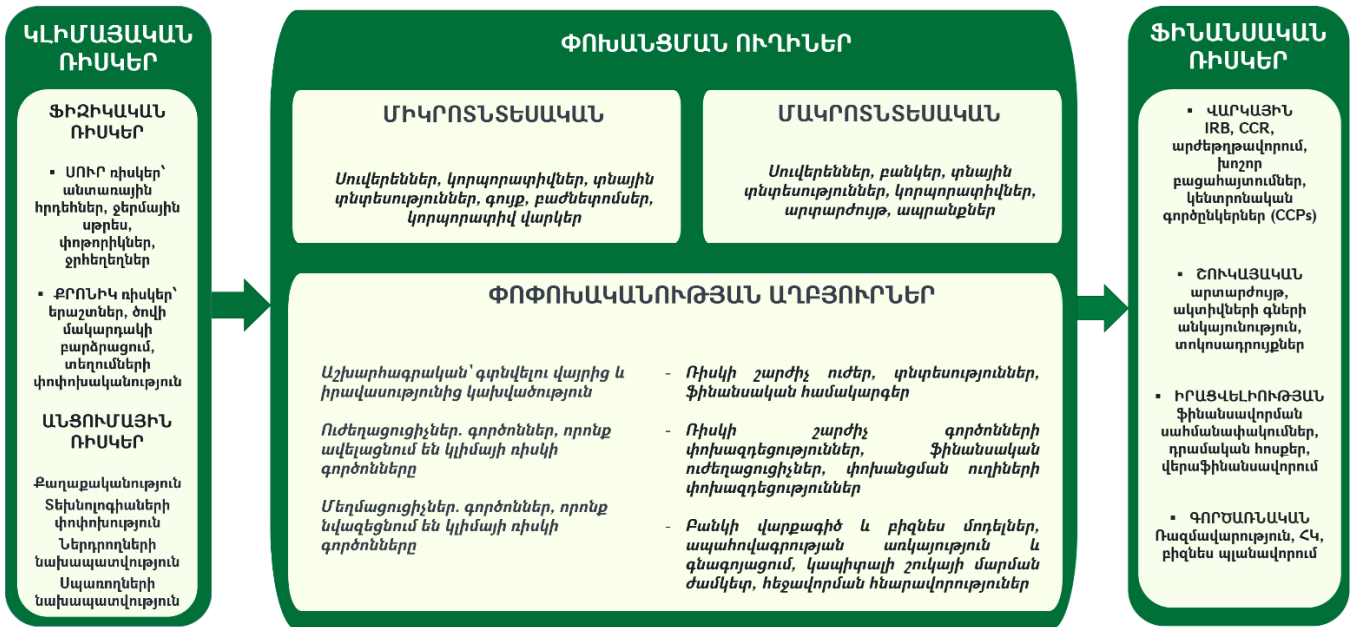 ԿԼԻՄԱՅԱԿԱՆ
ՌԻՍԿԵՐ
ՖԻԶԻԿԱԿԱՆ
ՌԻՍԿԵՐ
▪ ՍՈՒՐ ռիսկեր՝
անտառային
հրդեհներ, ջերմային
սթրես,
փոթորիկներ,
ջրհեղեղներ
▪ ՔՐՈՆԻԿ ռիսկեր՝
երաշտներ, ծովի
մակարդակի
բարձրացում,
տեղումների
փոփոխականություն
ԱՆՑՈՒՄԱՅԻՆ
ՌԻՍԿԵՐ
Քաղաքականություն
Տեխնոլոգիաների
փոփոխություն
Ներդրողների
նախապատվություն
Սպառողների
նախապատվություն
ՓՈԽԱՆՑՄԱՆ ՈՒՂԻՆԵՐ
ՄԻԿՐՈՏՆՏԵՍԱԿԱՆ
Սուվերեններ, կորպորատիվներ, տնային
տնտեսություններ, գույք, բաժնետոմսեր,
կորպորատիվ վարկեր
ՄԱԿՐՈՏՆՏԵՍԱԿԱՆ
Սուվերեններ, բանկեր, տնային
տնտեսություններ, կորպորատիվներ,
արտարժույթ, ապրանքներ
ՓՈՓՈԽԱԿԱՆՈՒԹՅԱՆ ԱՂԲՅՈՒՐՆԵՐ
Աշխարհագրական՝ գտնվելու վայրից և
իրավասությունից կախվածություն
Ուժեղացուցիչներ. գործոններ, որոնք
ավելացնում են կլիմայի ռիսկի
գործոնները
Մեղմացուցիչներ. գործոններ, որոնք
նվազեցնում են կլիմայի ռիսկի
գործոնները
- Ռիսկի շարժիչ ուժեր, տնտեսություններ,
ֆինանսական համակարգեր
- Ռիսկի շարժիչ գործոնների
փոխազդեցություններ, ֆինանսական
ուժեղացուցիչներ, փոխանցման ուղիների
փոխազդեցություններ
- Բանկի վարքագիծ և բիզնես մոդելներ,
ապահովագրության առկայություն և
գնագոյացում, կապիտալի շուկայի մարման
ժամկետ, հեջավորման հնարավորություններ
ՖԻՆԱՆՍԱԿԱՆ
ՌԻՍԿԵՐ
▪ ՎԱՐԿԱՅԻՆ
IRB, CCR,
արժեթղթավորում,
խոշոր
բացահայտումներ,
կենտրոնական
գործընկերներ (CCPs)
▪ ՇՈՒԿԱՅԱԿԱՆ
արտարժույթ,
ակտիվների գների
անկայունություն,
տոկոսադրույքներ
▪ ԻՐԱՑՎԵԼԻՈՒԹՅԱՆ
ֆինանսավորման
սահմանափակումներ,
դրամական հոսքեր,
վերաֆինանսավորում
▪ ԳՈՐԾԱՌՆԱԿԱՆ
Ռազմավարություն, ՀԿ,
բիզնես պլանավորում